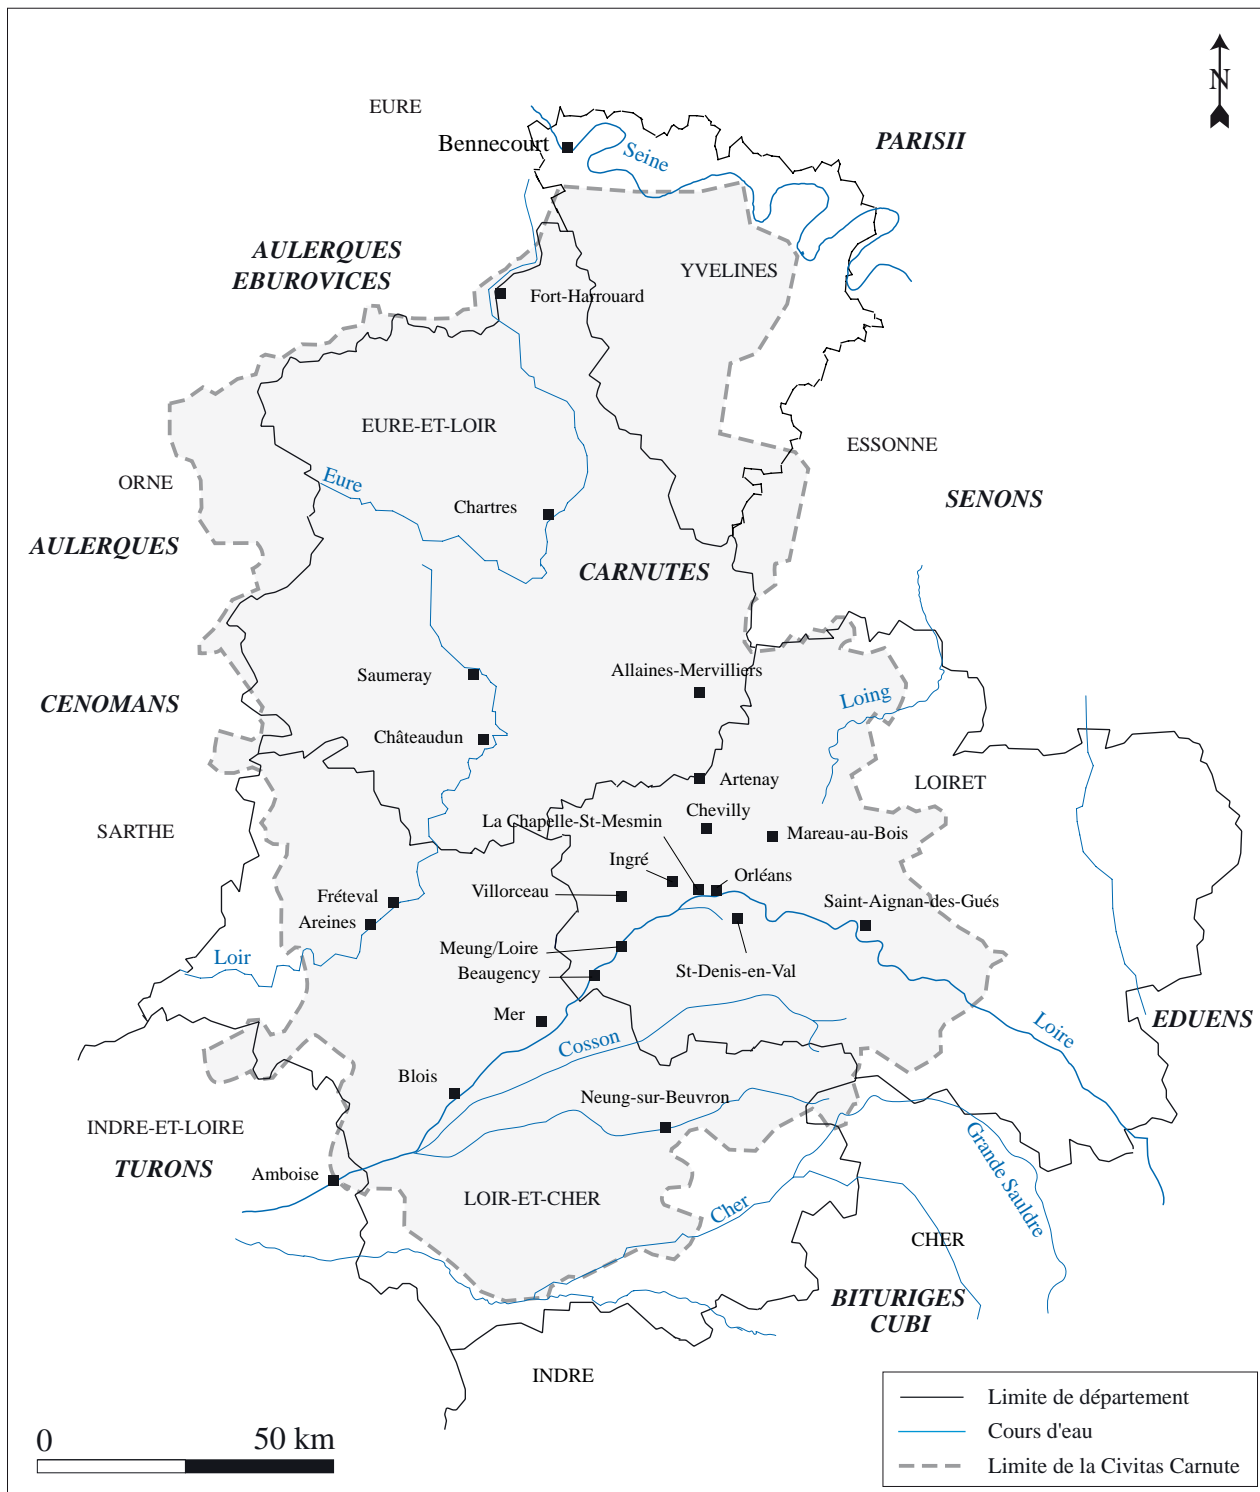 EURE
N
PARISII
Bennecourt
Seine
AULERQUES
EBUROVICES
YVELINES
Fort-Harrouard
EURE-ET-LOIR
ESSONNE
ORNE
Eure
SENONS
Chartres
AULERQUES
CARNUTES
Saumeray
Allaines-Mervilliers
CENOMANS
Loing
Châteaudun
Artenay
LOIRET
Chevilly
SARTHE
La Chapelle-St-Mesmin
Mareau-au-Bois
Ingré
Orléans
Villorceau
Fréteval
Saint-Aignan-des-Gués
Areines
Meung/Loire
Loir
Beaugency
St-Denis-en-Val
Mer
EDUENS
Cosson
Loire
Blois
Neung-sur-Beuvron
INDRE-ET-LOIRE
TURONS
Amboise
LOIR-ET-CHER
Cher
Grande Sauldre
CHER
BITURIGES
CUBI
INDRE
Limite de département
Cours d'eau
Limite de la Civitas Carnute
0
50 km